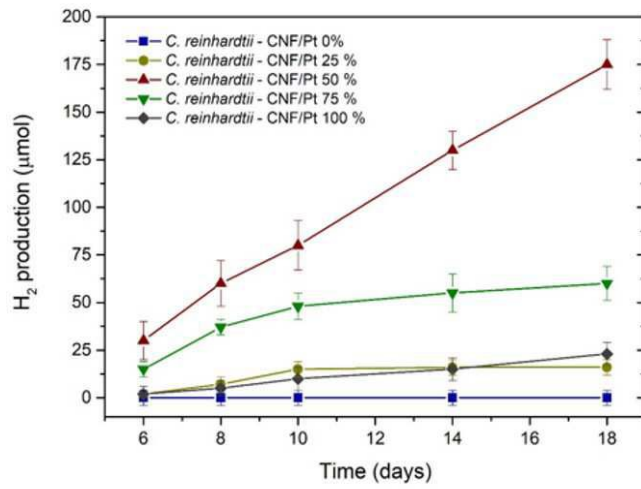 200
175
150
125
100
75
50
25
0
H₂ production (μmol)
C. reinhardtii - CNF/Pt 0%
C. reinhardtii - CNF/Pt 25 %
C. reinhardtii - CNF/Pt 50 %
C. reinhardtii - CNF/Pt 75 %
C. reinhardtii - CNF/Pt 100 %
6 8 10 12 14 16 18
Time (days)